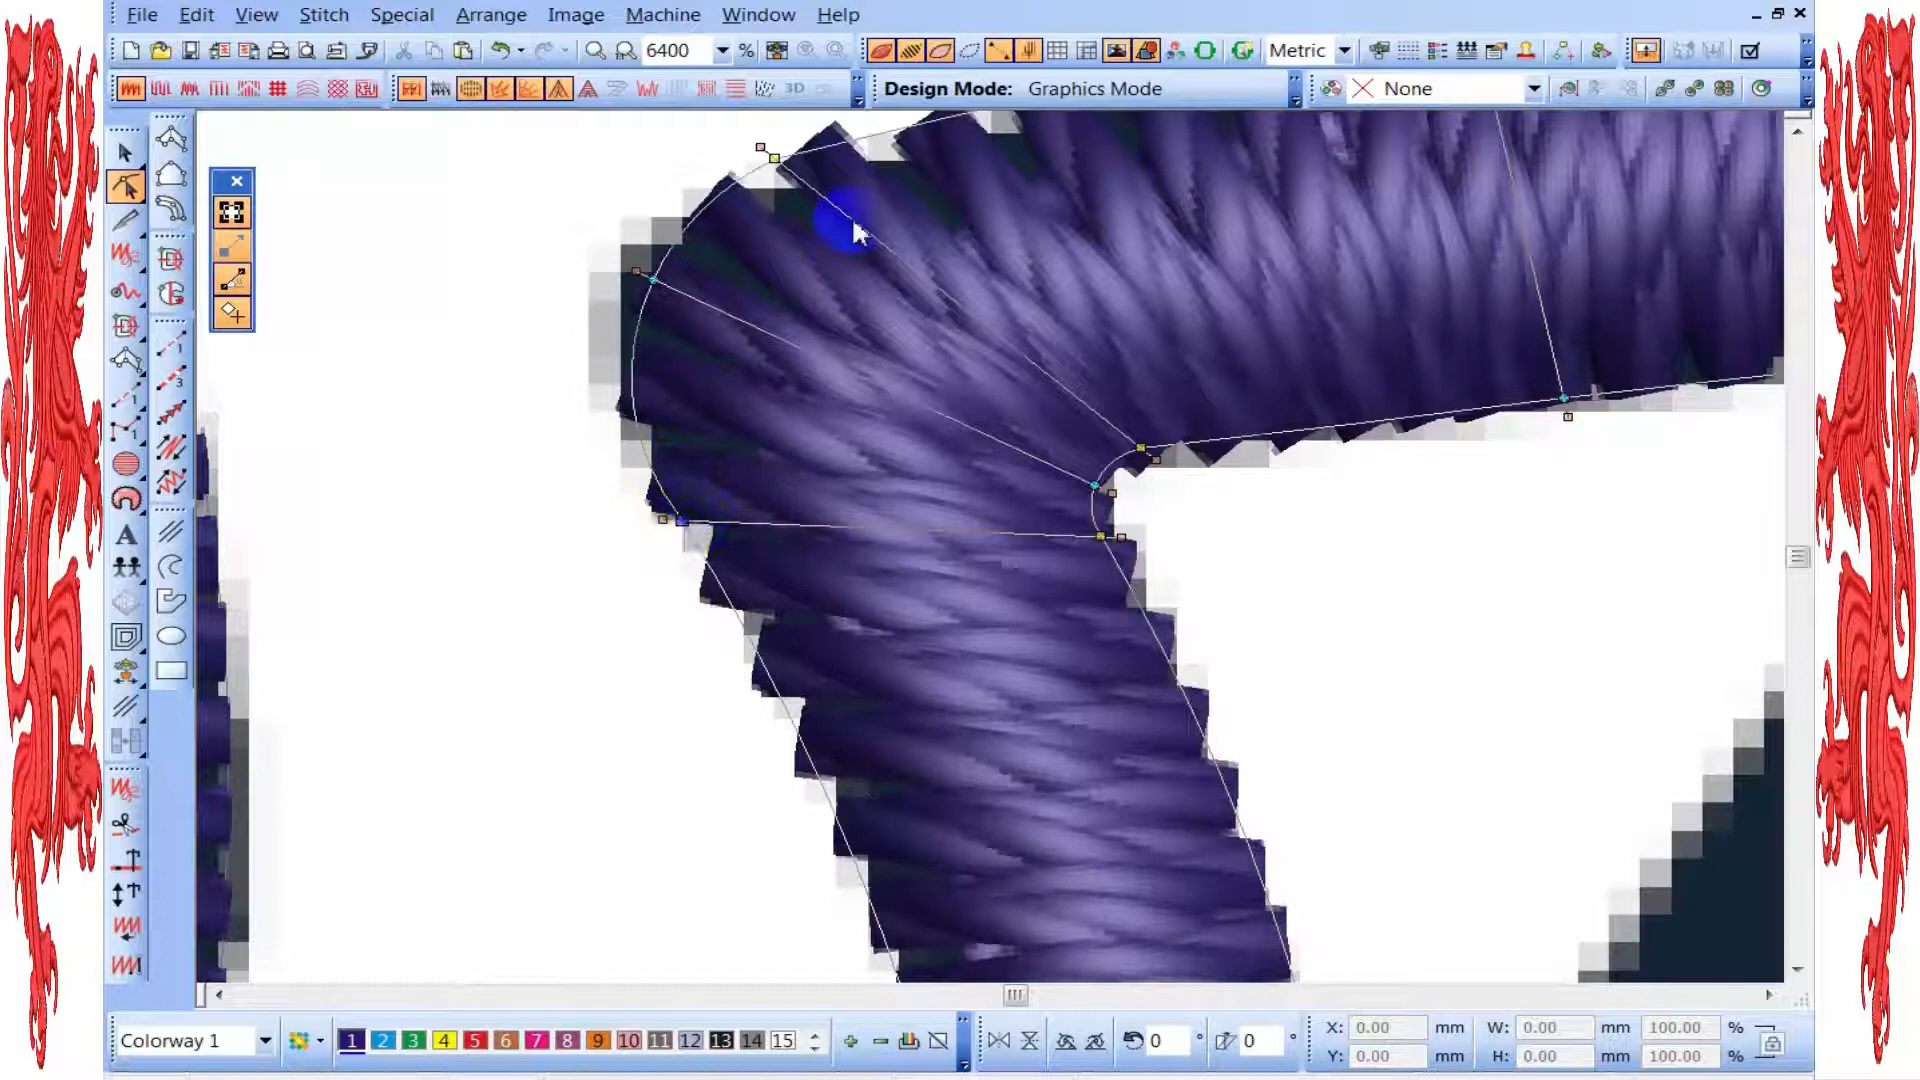 File Edit View Stitch Special Arrange Image Machine Window Help
6400 % Metric
Design Mode: Graphics Mode None
3D
1
3
A
Colorway 1 1 2 3 4 5 6 7 8 9 10 11 12 13 14 15 0 ° 0 ° X: 0.00 mm W: 0.00 mm 100.00 %
Y: 0.00 mm H: 0.00 mm 100.00 %